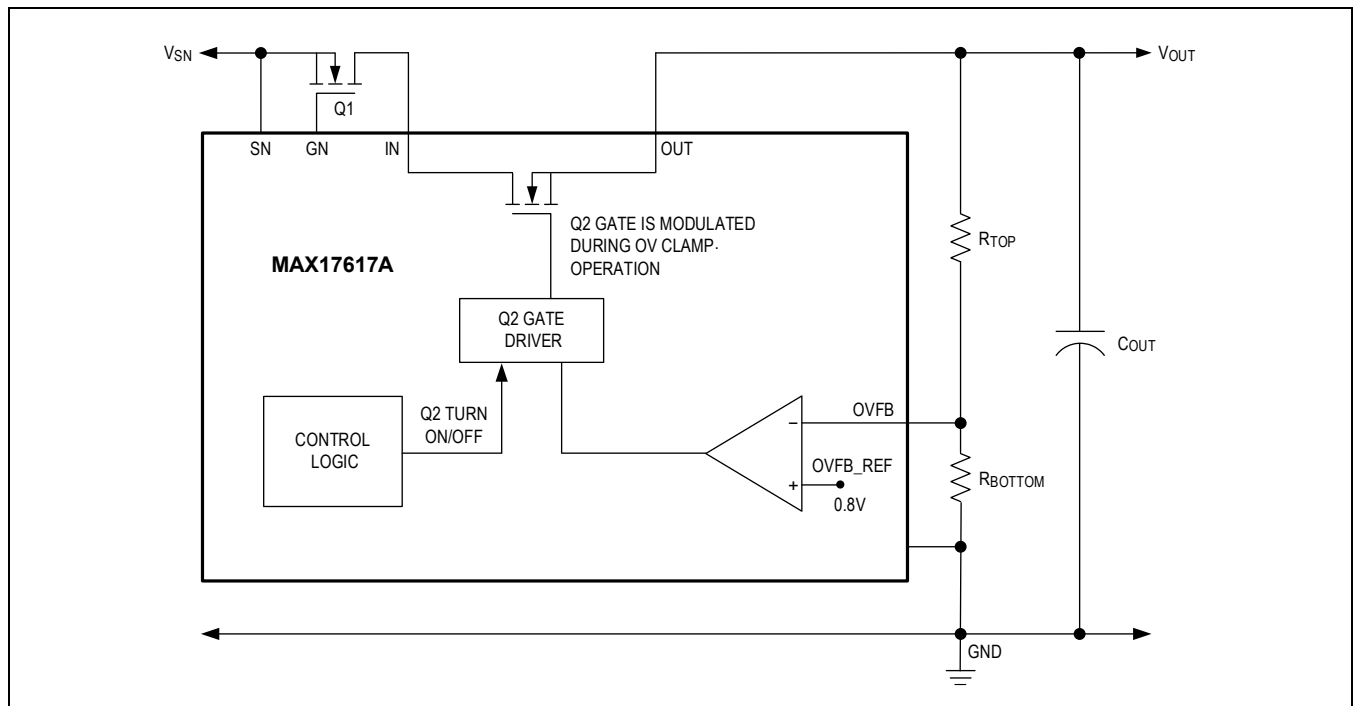 VSN
VOUT
Q1
SN
GN
IN
OUT
Q2 GATE IS MODULATED
DURING OV CLAMP·
OPERATION
RTOP
MAX17617A
Q2 GATE
DRIVER
COUT
OVFB
Q2 TURN
ON/OFF
CONTROL
LOGIC
−
OVFB_REF
+
0.8V
RBOTTOM
GND